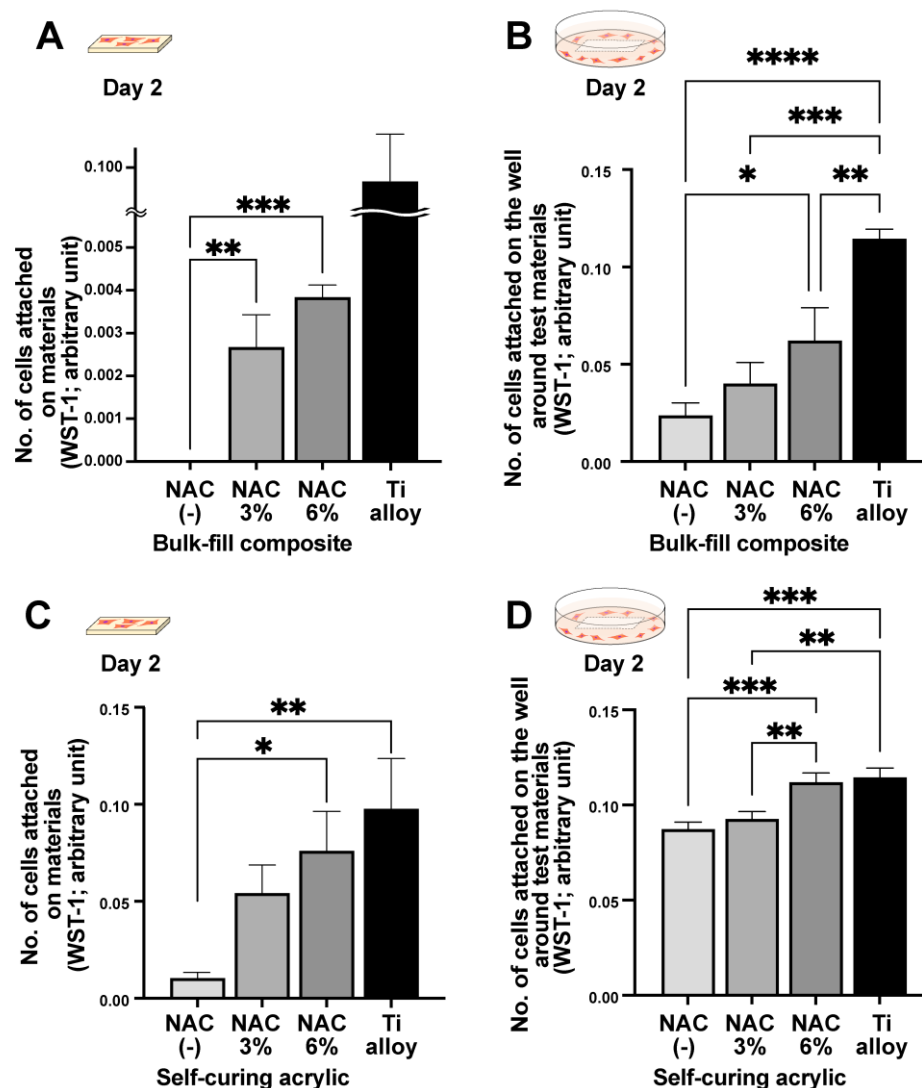 A
Day 2
No. of cells attached
on materials
(WST-1; arbitrary unit)
0.100
0.005
0.004
0.003
0.002
0.001
0.000
***
**
NAC
(-)
NAC
3%
NAC
6%
Ti
alloy
Bulk-fill composite
B
Day 2
No. of cells attached on the well
around test materials
(WST-1; arbitrary unit)
0.15
0.10
0.05
0.00
****
***
*
**
NAC
(-)
NAC
3%
NAC
6%
Ti
alloy
Bulk-fill composite
C
Day 2
No. of cells attached
on materials
(WST-1; arbitrary unit)
0.15
0.10
0.05
0.00
**
*
NAC
(-)
NAC
3%
NAC
6%
Ti
alloy
Self-curing acrylic
D
Day 2
No. of cells attached on the well
around test materials
(WST-1; arbitrary unit)
0.15
0.10
0.05
0.00
***
**
***
**
NAC
(-)
NAC
3%
NAC
6%
Ti
alloy
Self-curing acrylic